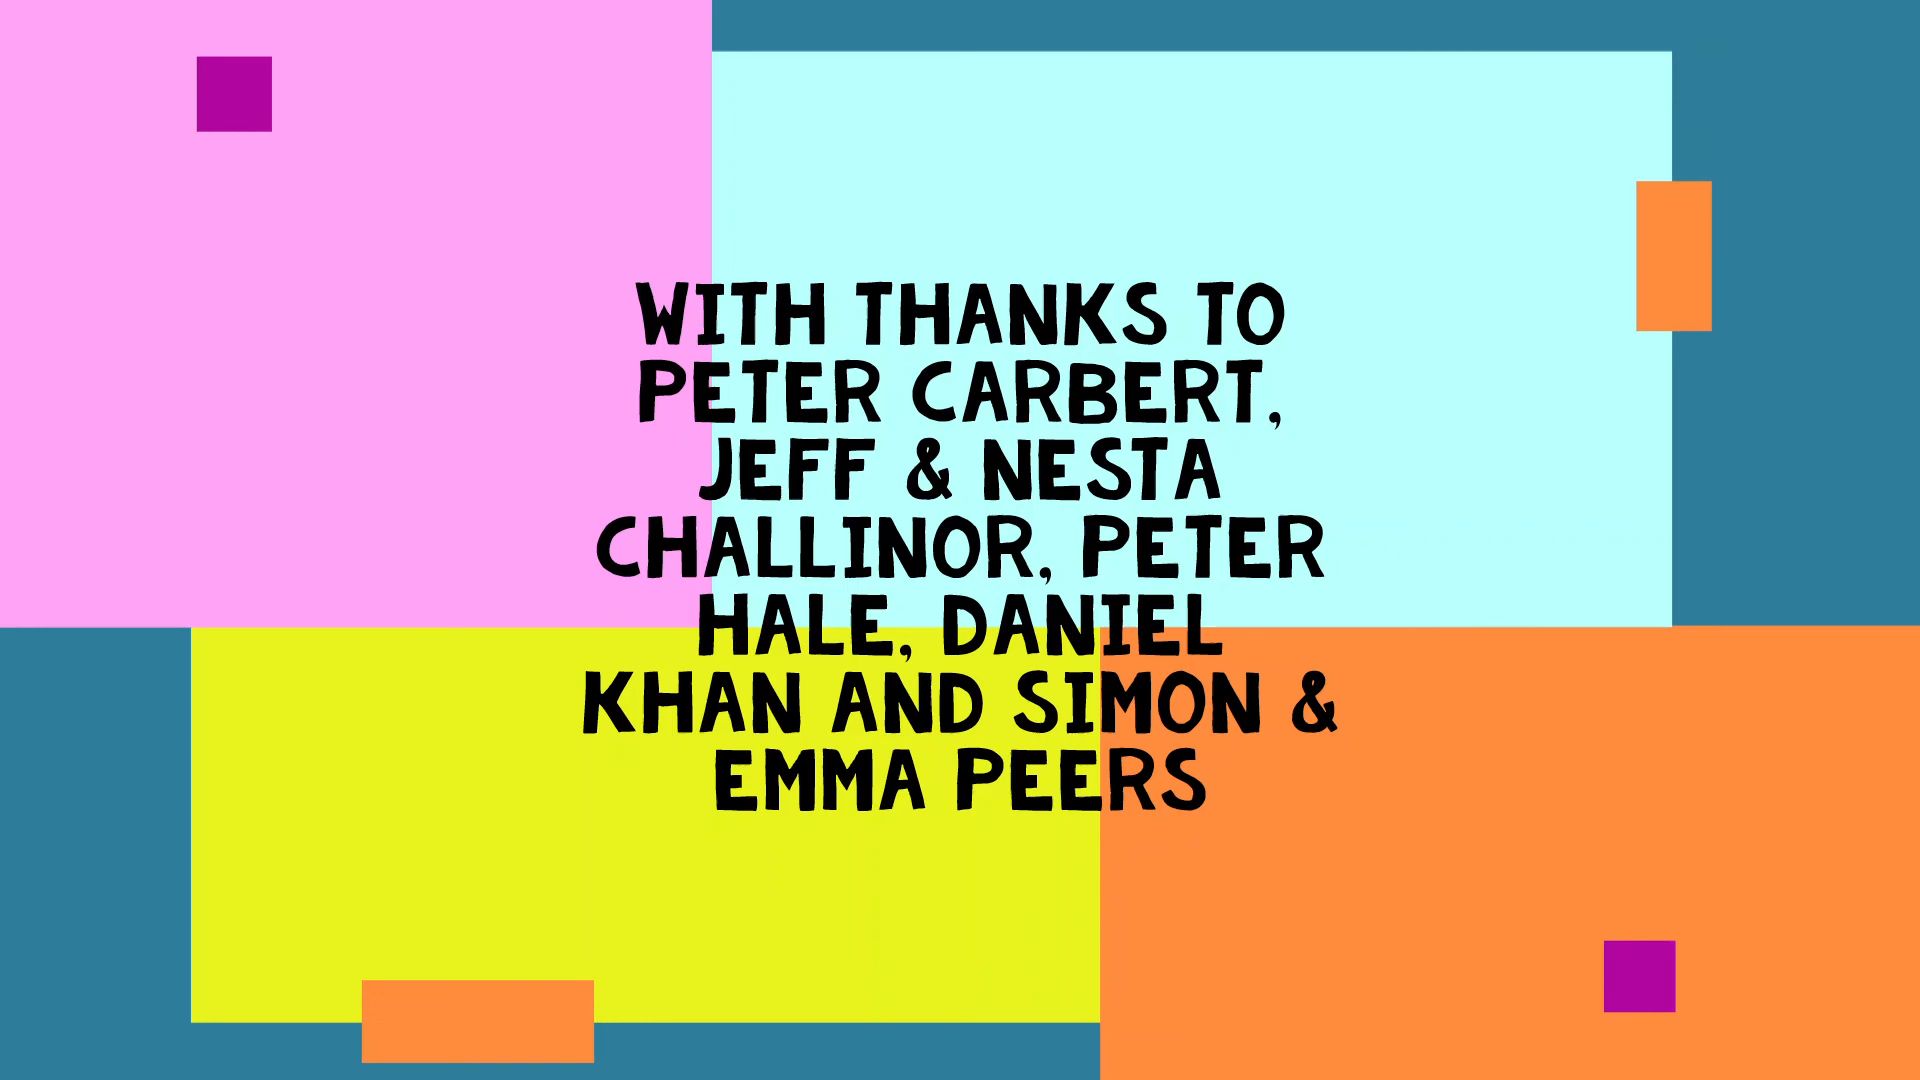 WITH THANKS TO
PETER CARBERT,
JEFF & NESTA
CHALLINOR, PETER
HALE, DANIEL
KHAN AND SIMON &
EMMA PEERS